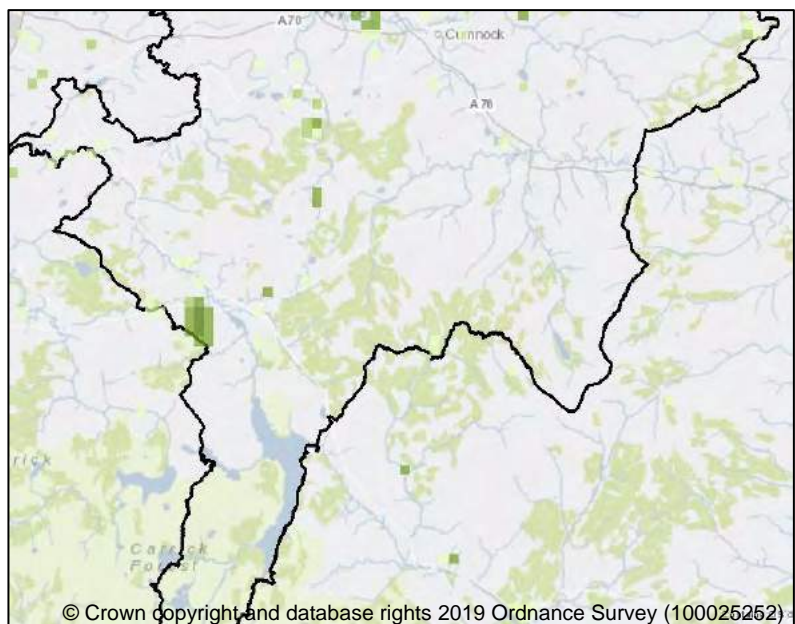 A70
Cumnock
A76
Carrick
Forest
© Crown copyright and database rights 2019 Ordnance Survey (100025252)